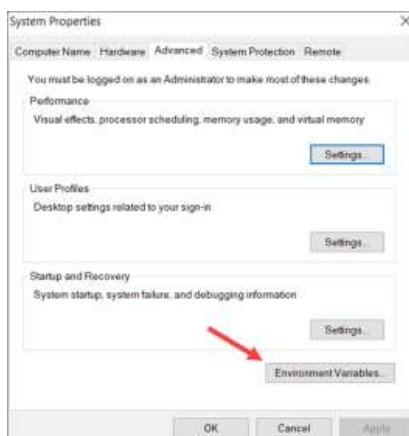 System Properties
Computer Name Hardware Advanced System Protection Remote
You must be logged on as an Administrator to make most of these changes.
Performance
Visual effects, processor scheduling, memory usage, and virtual memory
Settings...
User Profiles
Desktop settings related to your sign-in
Settings...
Startup and Recovery
System startup, system failure, and debugging information
Settings...
Environment Variables...
OK Cancel Apply